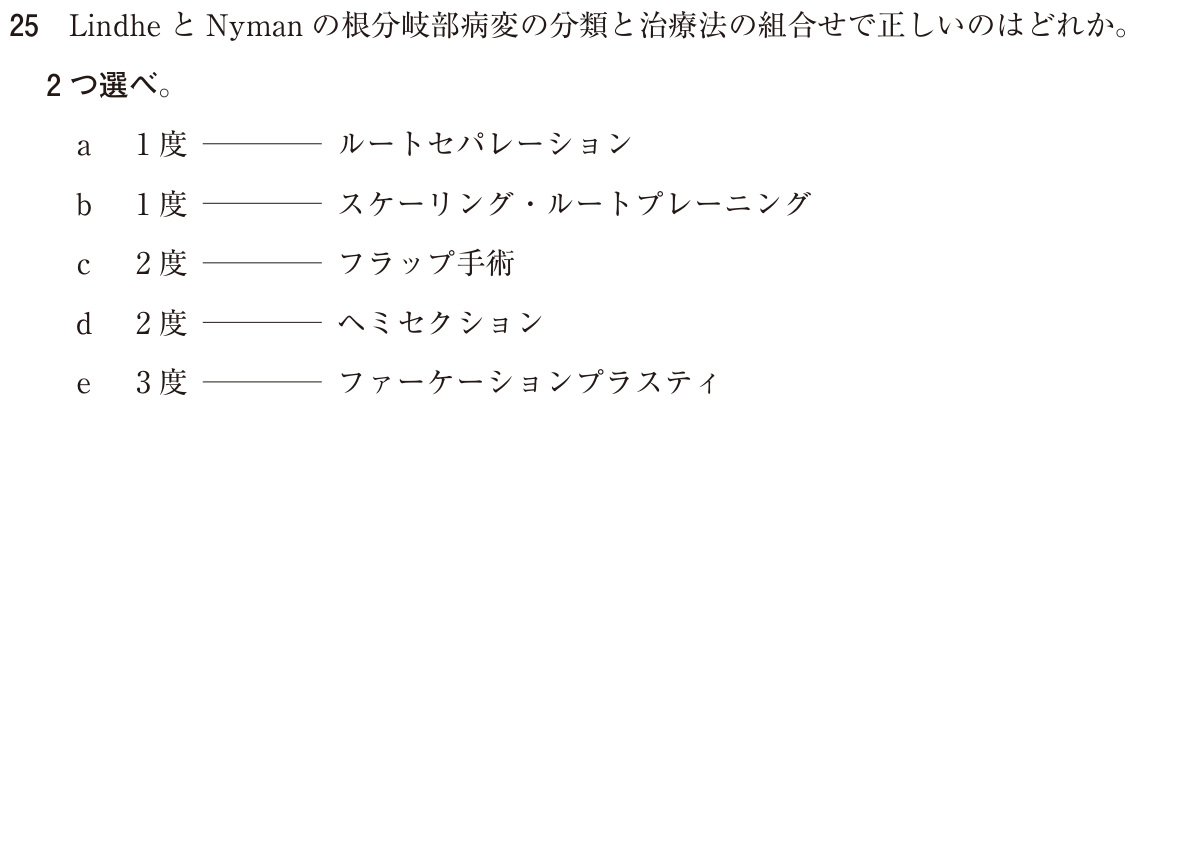 25 Lindhe と Nyman の根分岐部病変の分類と治療法の組合せで正しいのはどれか。
2 つ選べ。
a 1 度 ―――― ルートセパレーション
b 1 度 ―――― スケーリング・ルートプレーニング
c 2 度 ―――― フラップ手術
d 2 度 ―――― ヘミセクション
e 3 度 ―――― ファーケーションプラスティ